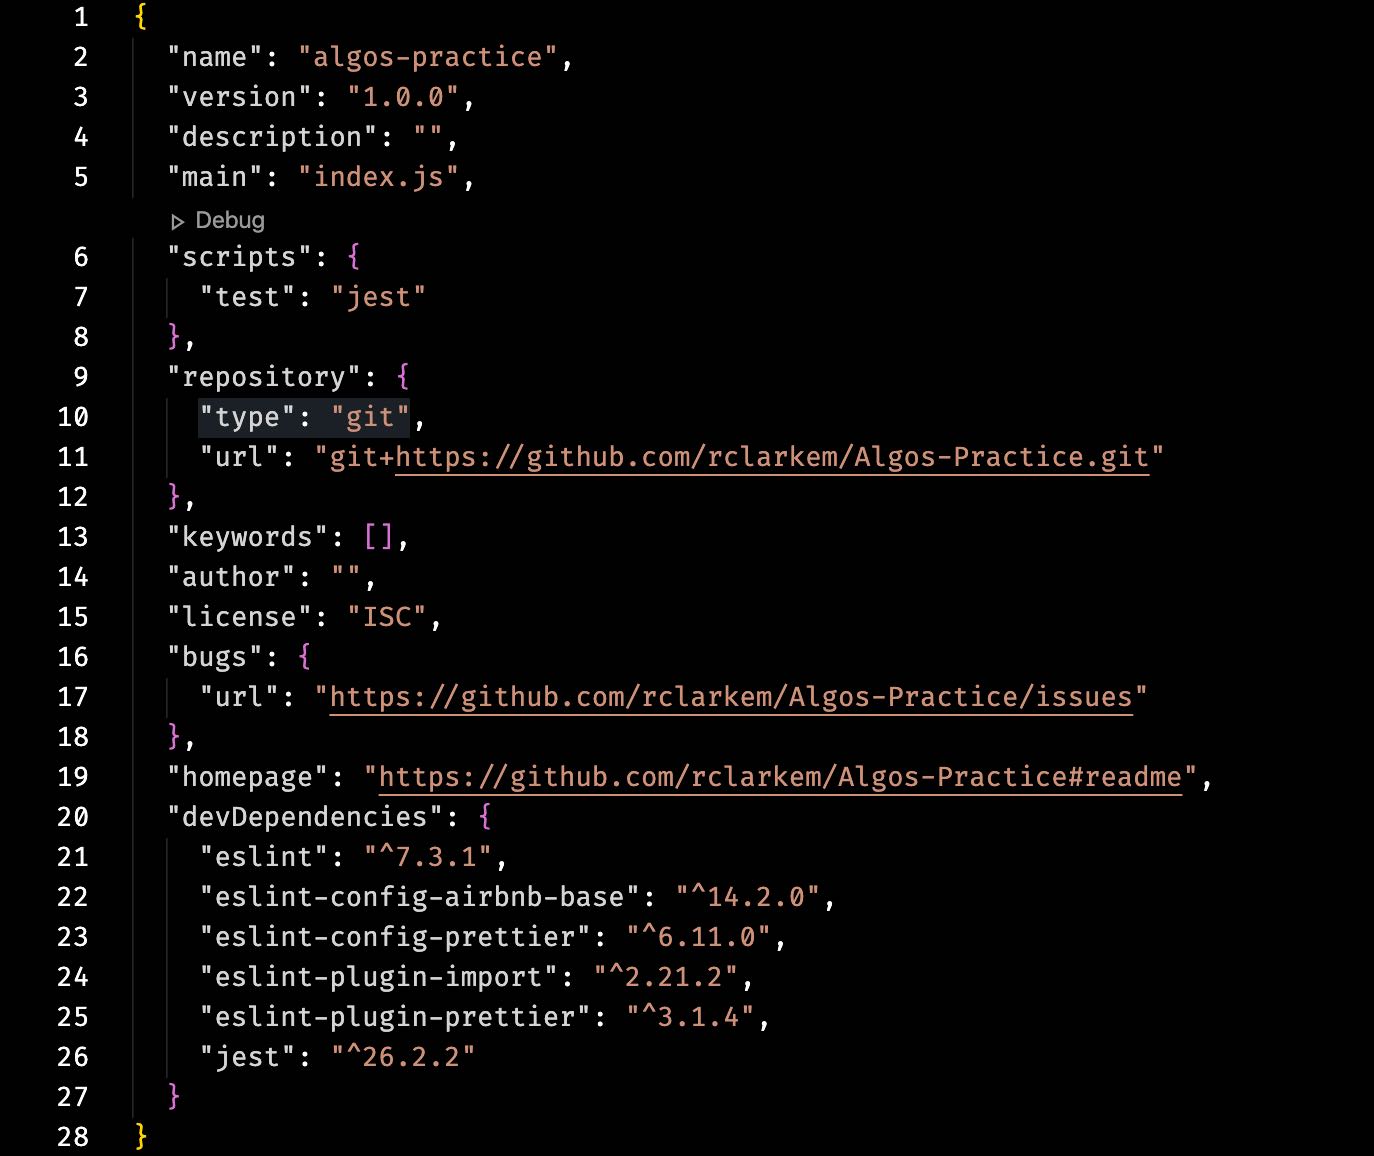 1 {
2 "name": "algos-practice",
3 "version": "1.0.0",
4 "description": "",
5 "main": "index.js",
Debug
6 "scripts": {
7 "test": "jest"
8 },
9 "repository": {
10 "type": "git",
11 "url": "git+https://github.com/rclarkem/Algos-Practice.git"
12 },
13 "keywords": [],
14 "author": "",
15 "license": "ISC",
16 "bugs": {
17 "url": "https://github.com/rclarkem/Algos-Practice/issues"
18 },
19 "homepage": "https://github.com/rclarkem/Algos-Practice#readme",
20 "devDependencies": {
21 "eslint": "^7.3.1",
22 "eslint-config-airbnb-base": "^14.2.0",
23 "eslint-config-prettier": "^6.11.0",
24 "eslint-plugin-import": "^2.21.2",
25 "eslint-plugin-prettier": "^3.1.4",
26 "jest": "^26.2.2"
27 }
28 }